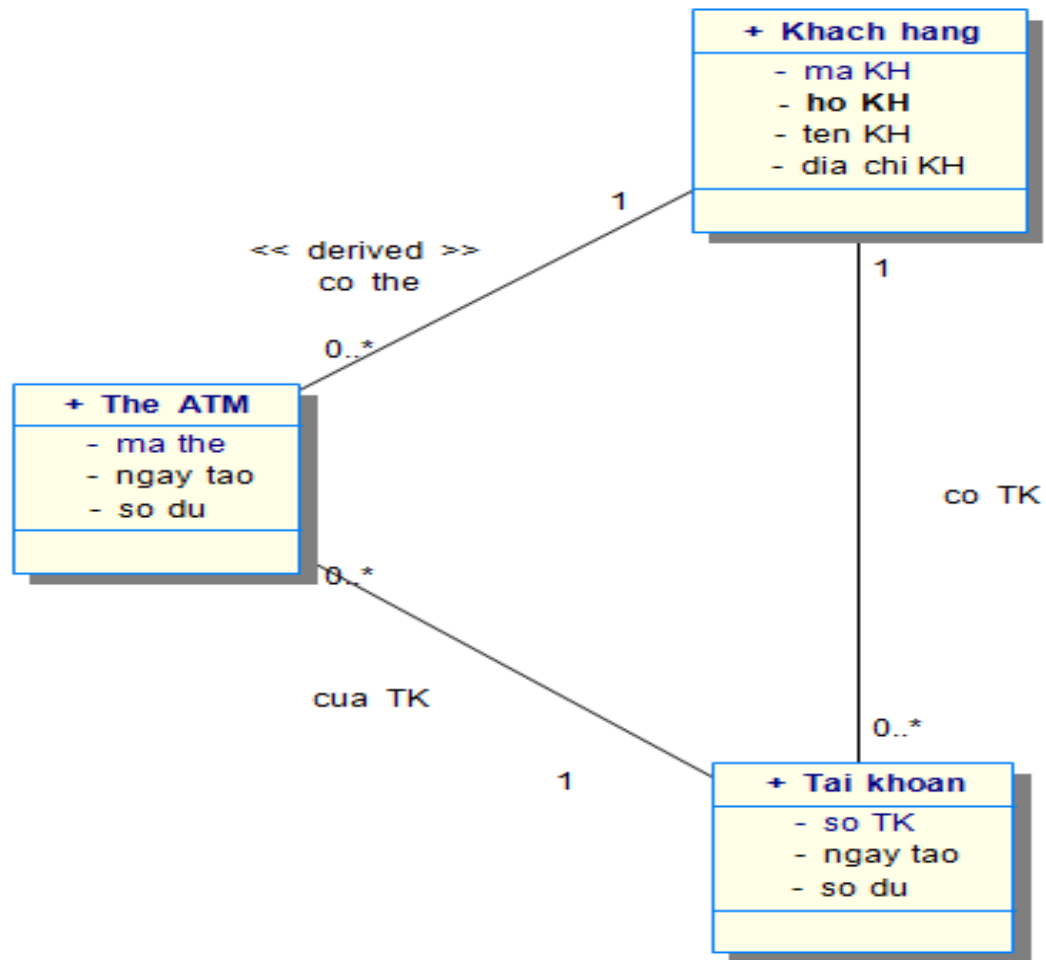 + Khach hang
- ma KH
- ho KH
- ten KH
- dia chi KH
1
<< derived >>
co the
0..*
1
+ The ATM
- ma the
- ngay tao
- so du
co TK
0..*
cua TK
0..*
1
+ Tai khoan
- so TK
- ngay tao
- so du